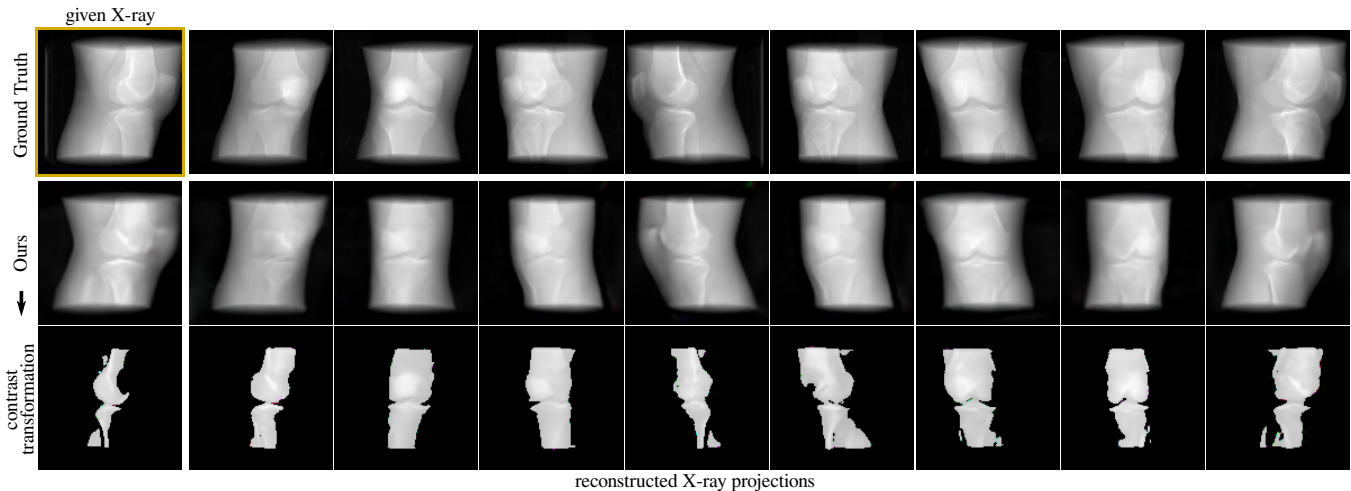 given X-ray
Ground Truth
Ours
contrast
transformation
reconstructed X-ray projections